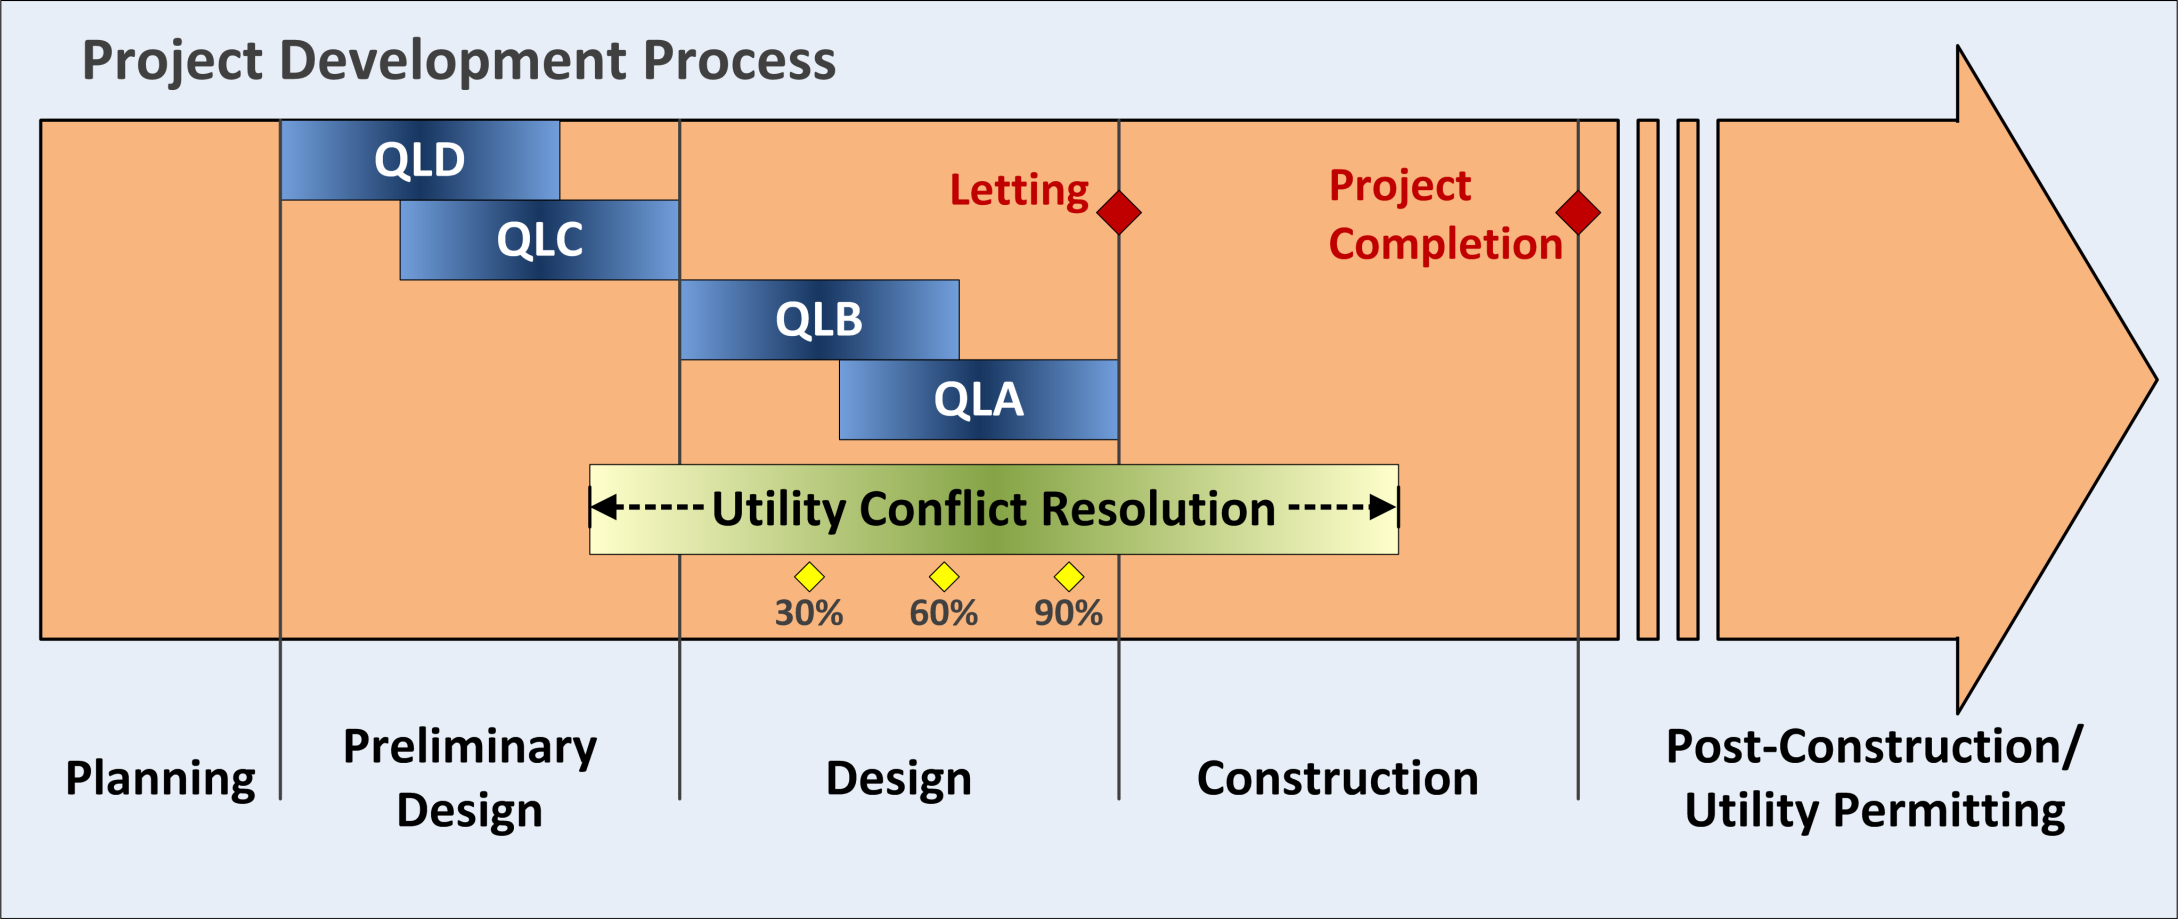 Project Development Process
QLD
QLC
QLB
QLA
Letting
Project
Completion
Utility Conflict Resolution
30%
60%
90%
Planning
Preliminary
Design
Design
Construction
Post-Construction/
Utility Permitting